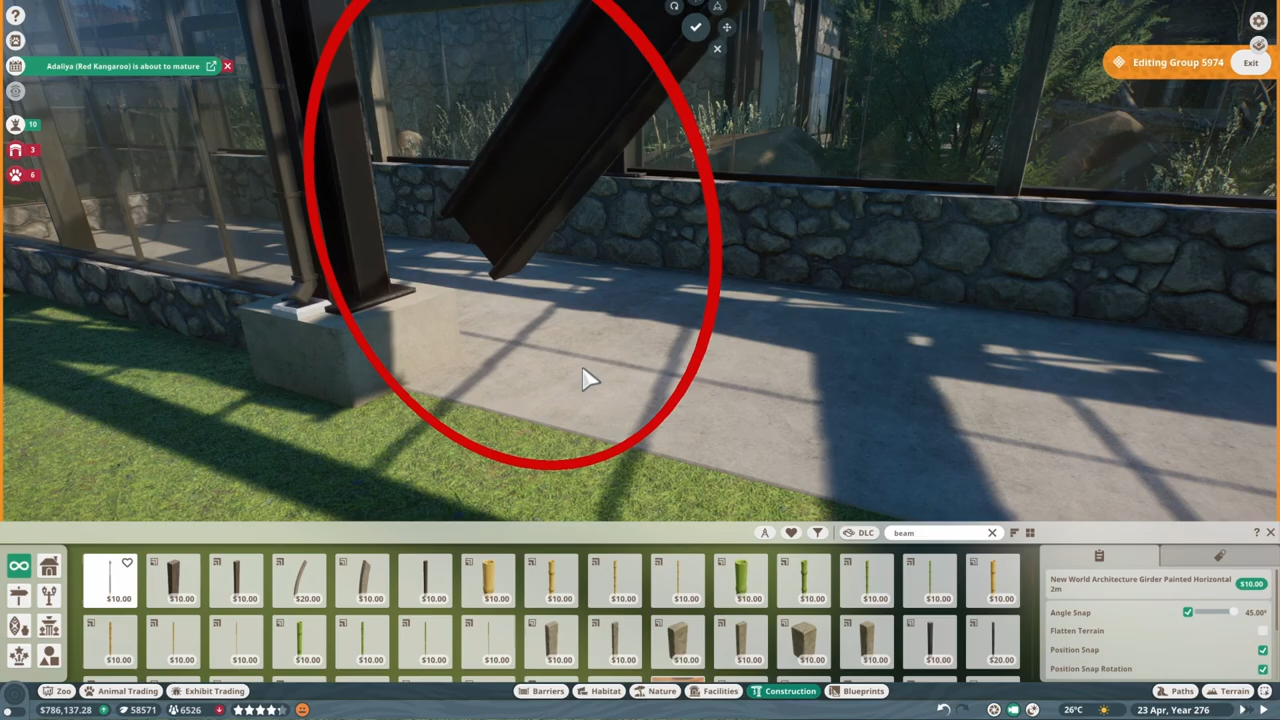 ?
Adaliya (Red Kangaroo) is about to mature
10
3
6
Editing Group 5974
Exit
DLC
beam
?
$10.00 $10.00 $10.00 $20.00 $10.00 $10.00 $10.00 $10.00 $10.00 $10.00 $10.00 $10.00 $10.00 $10.00 $10.00
$10.00 $10.00 $10.00 $10.00 $10.00 $10.00 $10.00 $10.00 $10.00 $10.00 $10.00 $10.00 $10.00 $10.00 $20.00
New World Architecture Girder Painted Horizontal
2m
$10.00
Angle Snap
45.00°
Flatten Terrain
Position Snap
Position Snap Rotation
Zoo
Animal Trading
Exhibit Trading
Barriers
Habitat
Nature
Facilities
Construction
Blueprints
Paths
Terrain
$786,137.28
58571
6526
26°C
23 Apr, Year 276